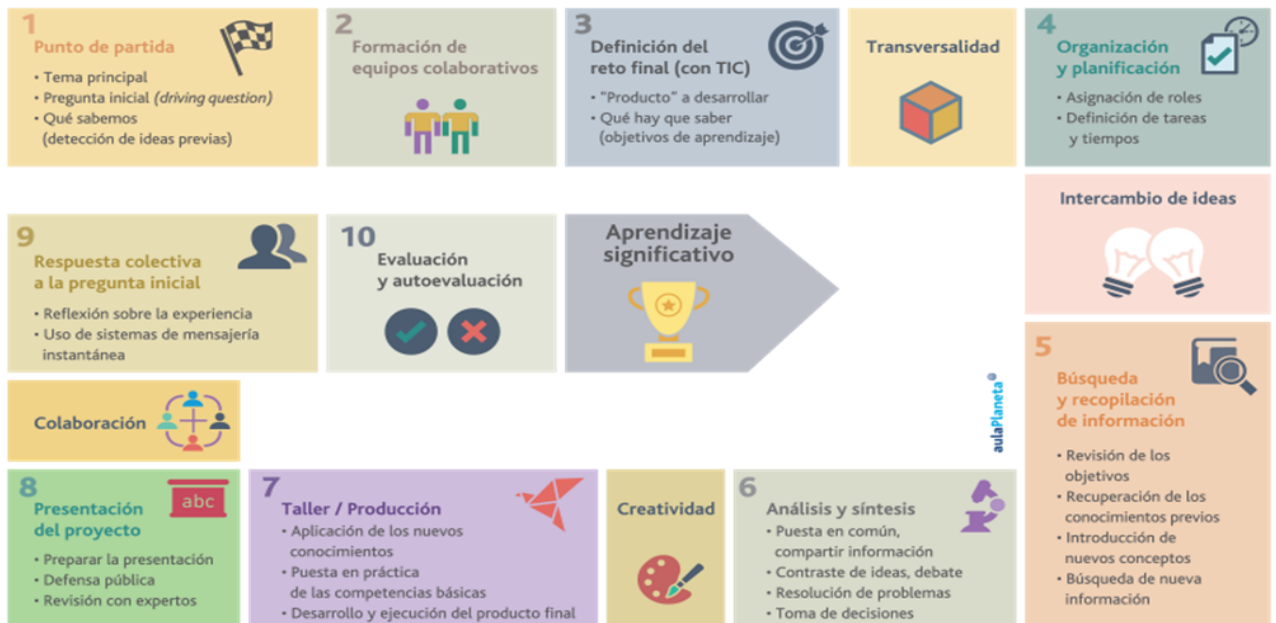 1
Punto de partida
• Tema principal
• Pregunta inicial (driving question)
• Qué sabemos
(detección de ideas previas)
2
Formación de
equipos colaborativos
3
Definición del
reto final (con TIC)
• “Producto” a desarrollar
• Qué hay que saber
(objetivos de aprendizaje)
Transversalidad
4
Organización
y planificación
• Asignación de roles
• Definición de tareas
y tiempos
Intercambio de ideas
5
Búsqueda
y recopilación
de información
• Revisión de los
objetivos
• Recuperación de los
conocimientos previos
• Introducción de
nuevos conceptos
• Búsqueda de nueva
información
6
Análisis y síntesis
• Puesta en común,
compartir información
• Contraste de ideas, debate
• Resolución de problemas
• Toma de decisiones
Creatividad
7
Taller / Producción
• Aplicación de los nuevos
conocimientos
• Puesta en práctica
de las competencias básicas
• Desarrollo y ejecución del producto final
8
abc
Presentación
del proyecto
• Preparar la presentación
• Defensa pública
• Revisión con expertos
Colaboración
9
Respuesta colectiva
a la pregunta inicial
• Reflexión sobre la experiencia
• Uso de sistemas de mensajería
instantánea
10
Evaluación
y autoevaluación
Aprendizaje
significativo
aulaPlaneta